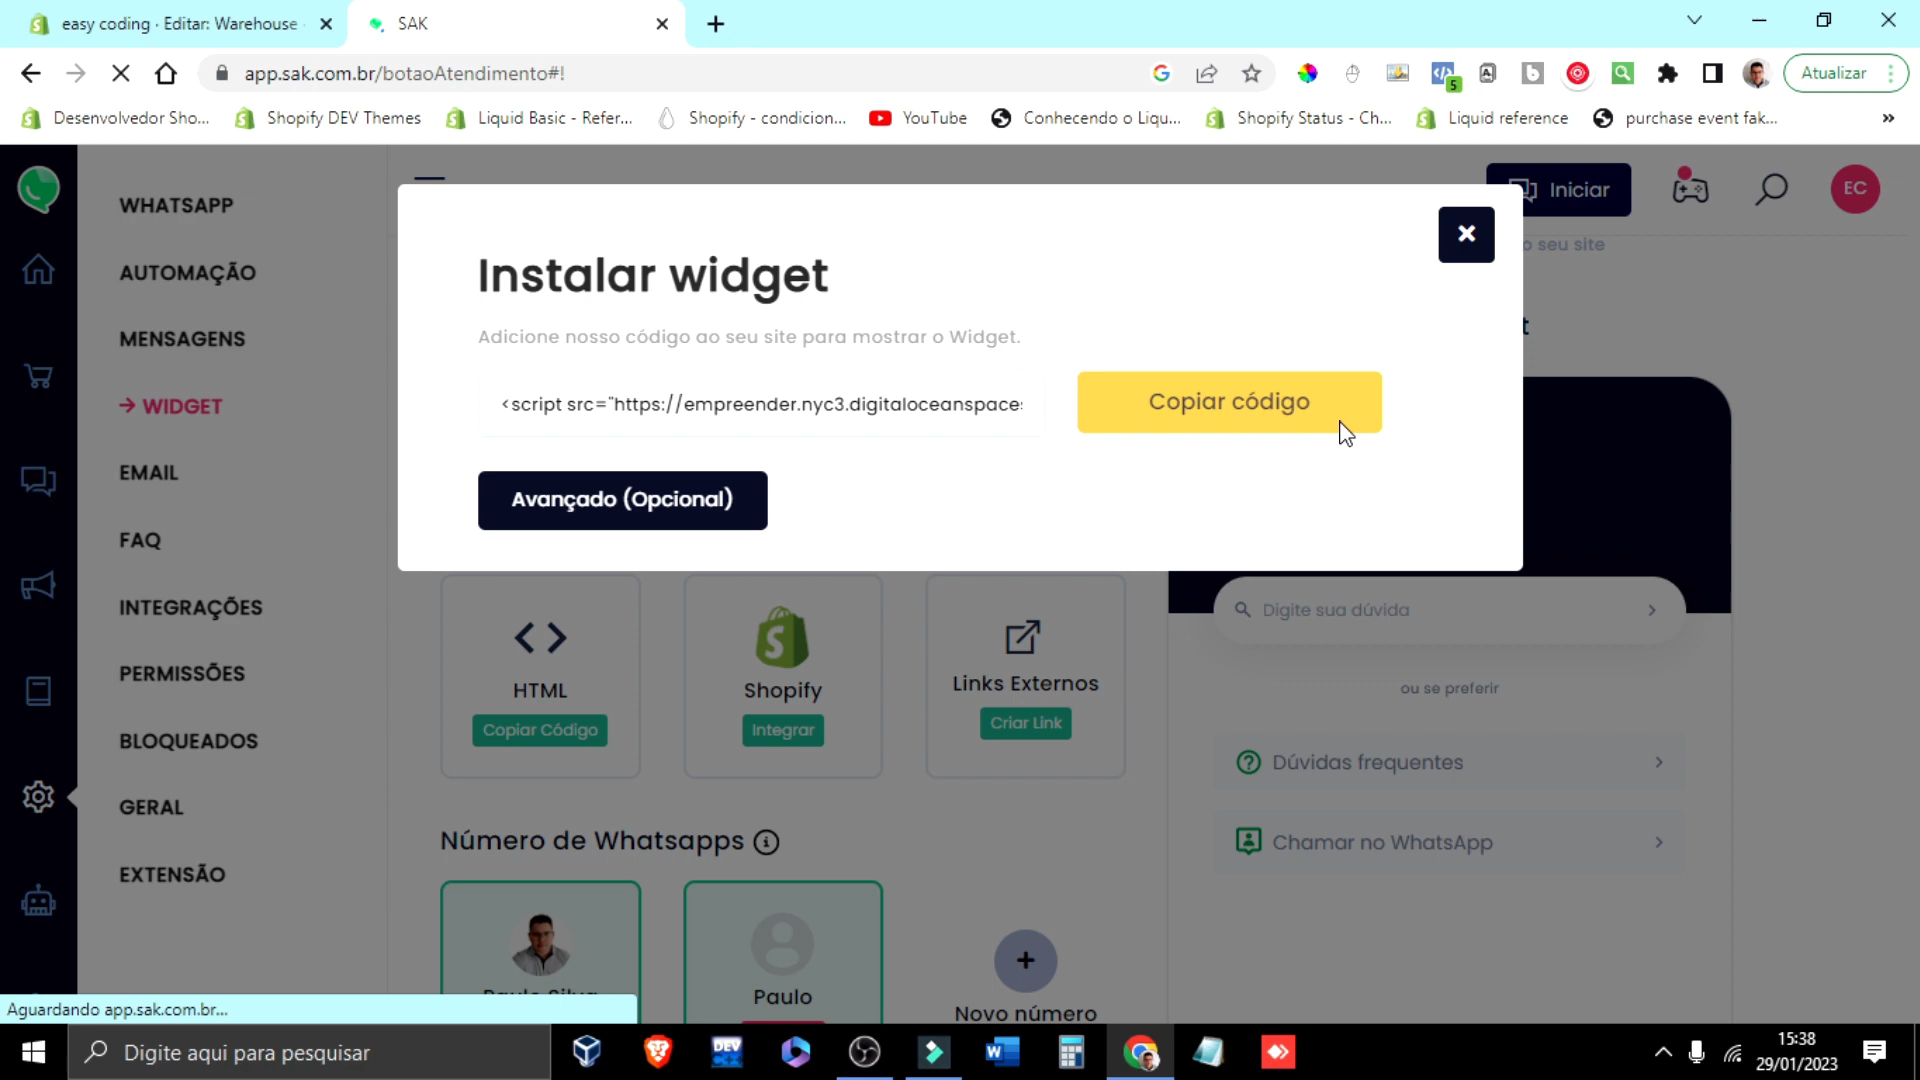 easy coding · Editar: Warehouse
SAK
app.sak.com.br/botaoAtendimento#!
5
Atualizar
Desenvolvedor Sho...
Shopify DEV Themes
Liquid Basic - Refer...
Shopify - condicion...
YouTube
Conhecendo o Liqu...
Shopify Status - Ch...
Liquid reference
purchase event fak...
WHATSAPP
AUTOMAÇÃO
MENSAGENS
WIDGET
EMAIL
FAQ
INTEGRAÇÕES
PERMISSÕES
BLOQUEADOS
GERAL
EXTENSÃO
Iniciar
EC
o seu site
Instalar widget
Adicione nosso código ao seu site para mostrar o Widget.
<script src="https://empreender.nyc3.digitaloceanspace
Copiar código
Avançado (Opcional)
t
HTML
Copiar Código
Shopify
Integrar
Links Externos
Criar Link
Número de Whatsapps
Paulo Silva
Paulo
Novo número
Digite sua dúvida
ou se preferir
Dúvidas frequentes
Chamar no WhatsApp
Aguardando app.sak.com.br...
Digite aqui para pesquisar
DEV
15:38
29/01/2023